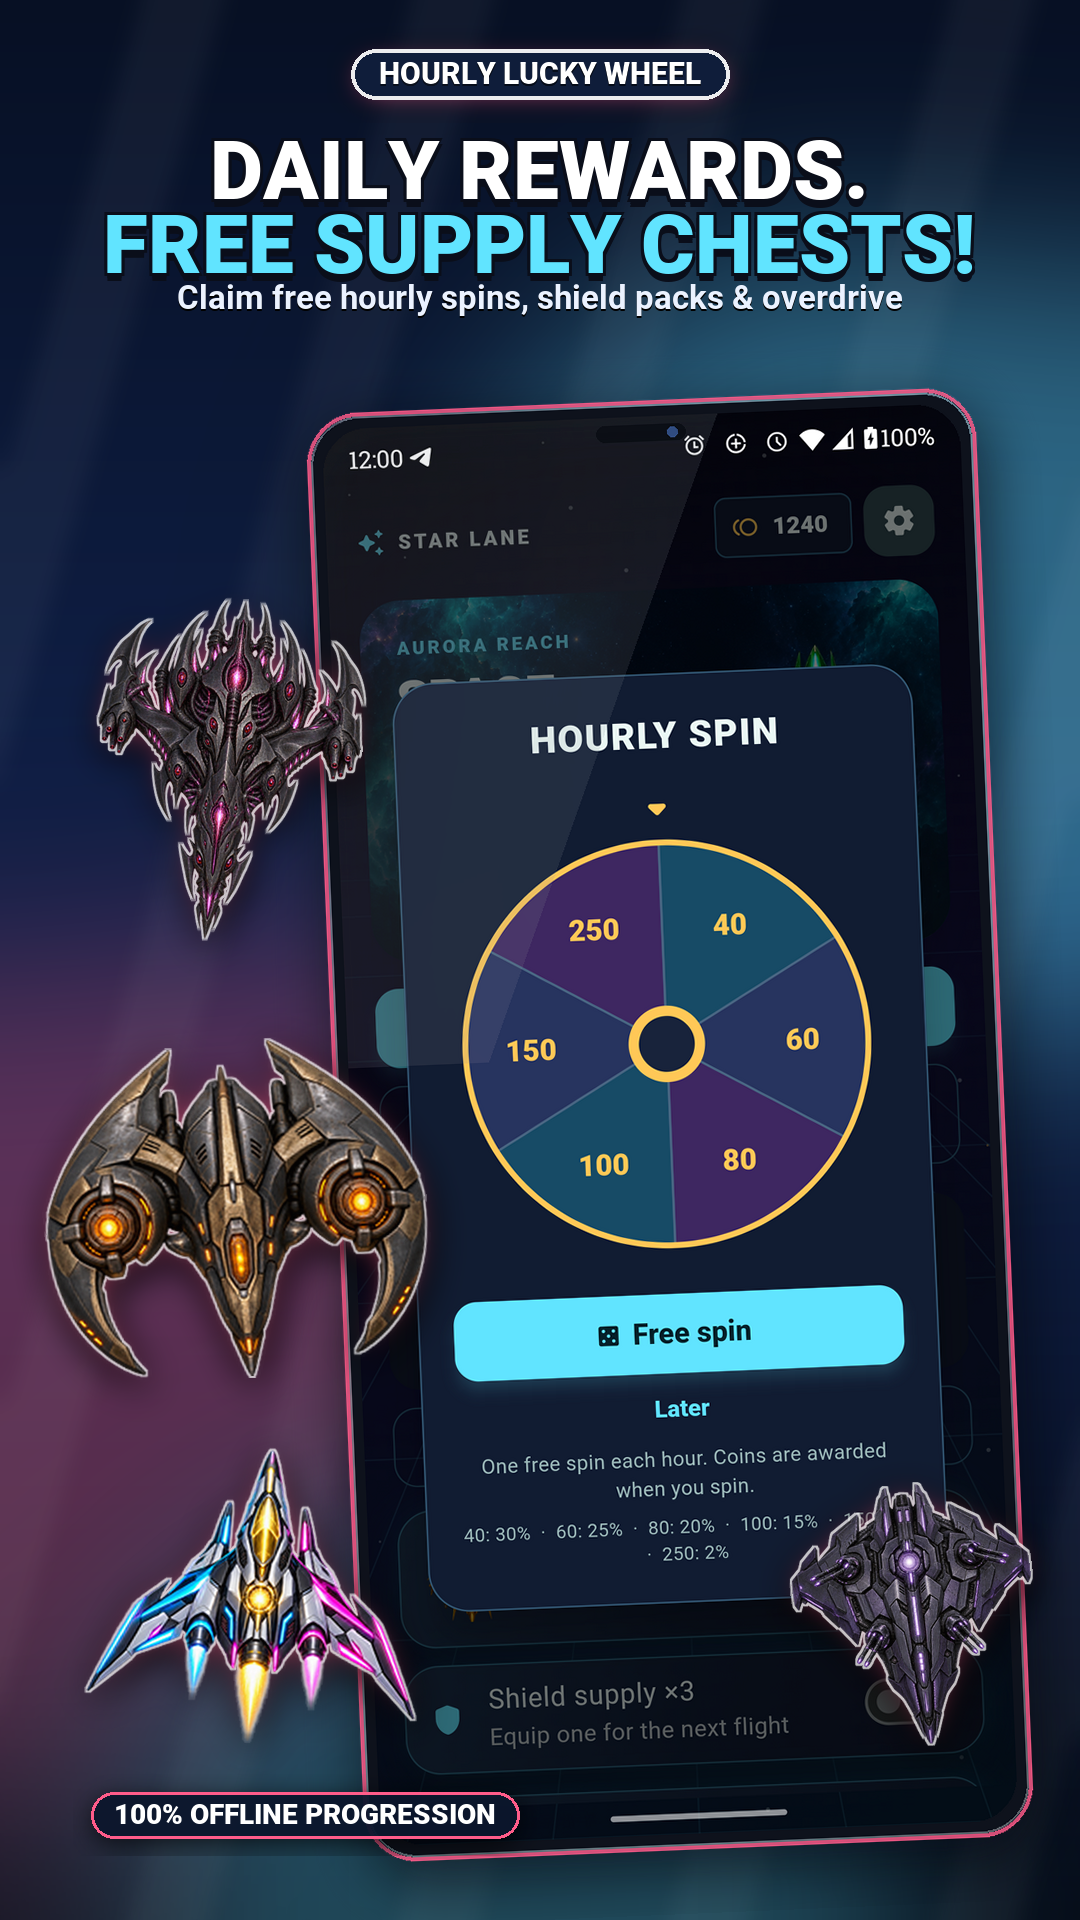 HOURLY LUCKY WHEEL
DAILY REWARDS.
FREE SUPPLY CHESTS!
Claim free hourly spins, shield packs & overdrive
12:00
100%
STAR LANE
1240
AURORA REACH
HOURLY SPIN
250
40
150
60
100
80
Free spin
Later
One free spin each hour. Coins are awarded
when you spin.
40: 30% · 60: 25% · 80: 20% · 100: 15% ·
· 250: 2%
Shield supply ×3
Equip one for the next flight
100% OFFLINE PROGRESSION